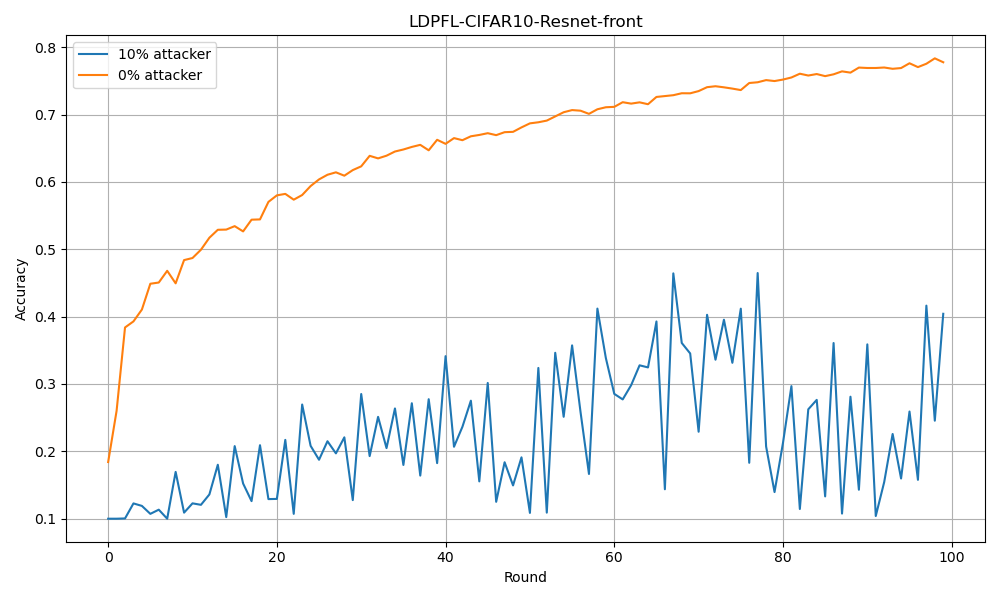 LDPFL-CIFAR10-Resnet-front
10% attacker
0% attacker
Accuracy
0.8
0.7
0.6
0.5
0.4
0.3
0.2
0.1
0 20 40 60 80 100
Round